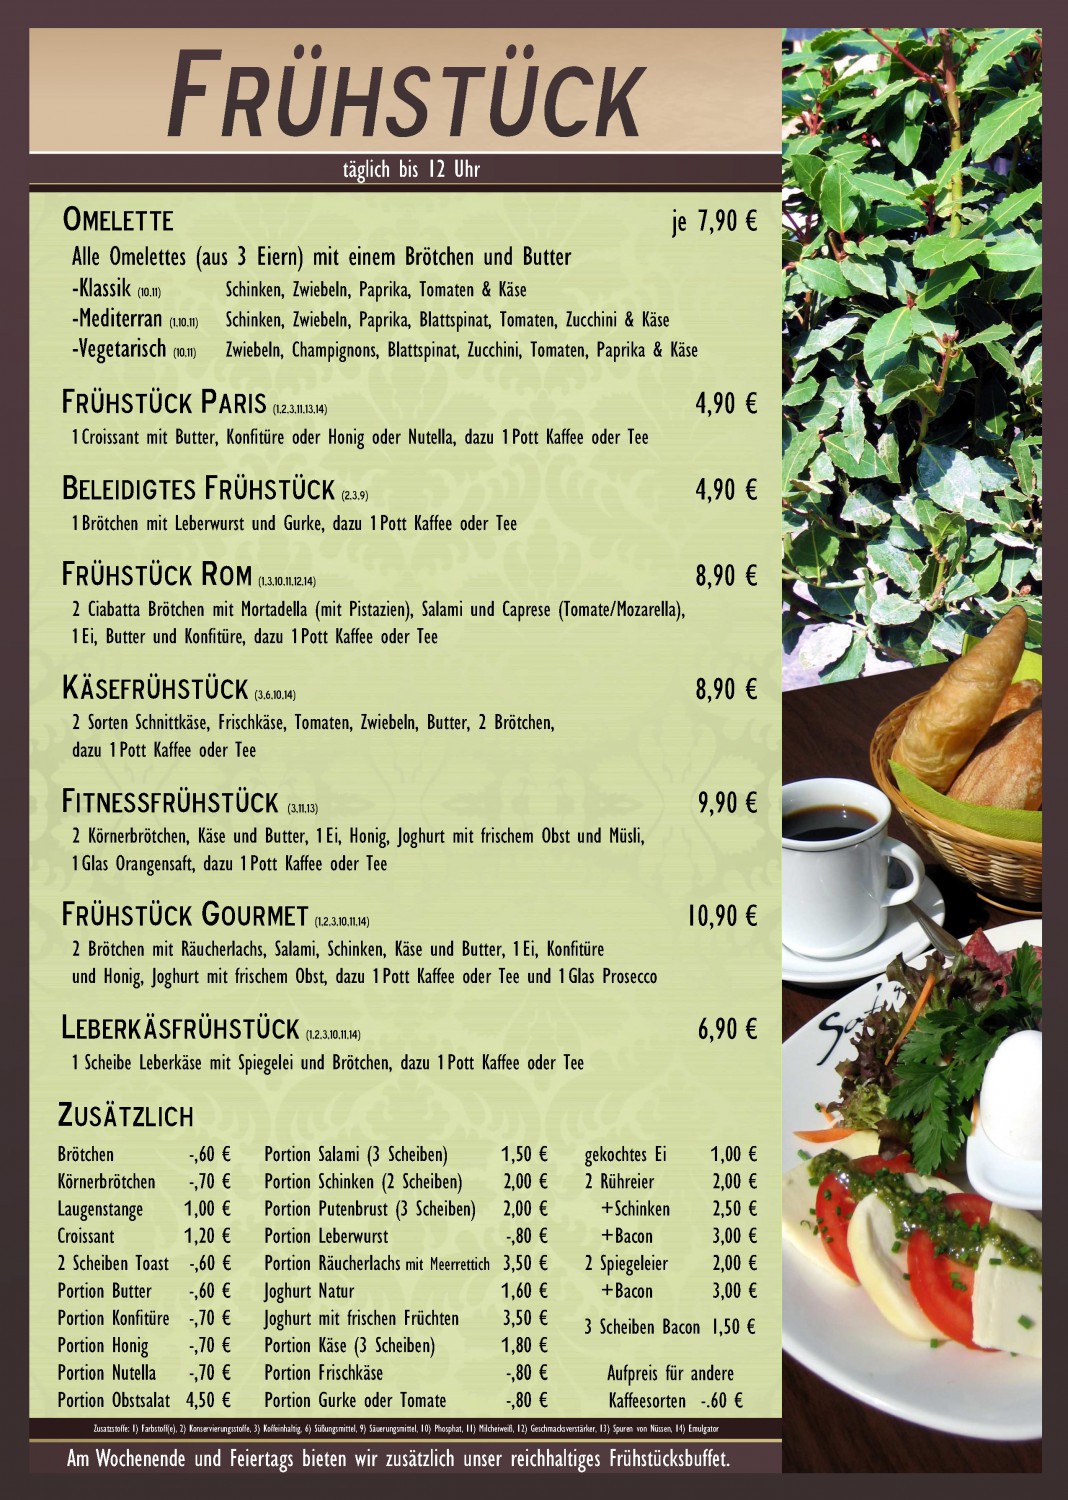 FRÜHSTÜCK
täglich bis 12 Uhr
OMELETTE je 7,90 €
Alle Omelettes (aus 3 Eiern) mit einem Brötchen und Butter
-Klassik (10.11) Schinken, Zwiebeln, Paprika, Tomaten & Käse
-Mediterran (1.10.11) Schinken, Zwiebeln, Paprika, Blattspinat, Tomaten, Zucchini & Käse
-Vegetarisch (10.11) Zwiebeln, Champignons, Blattspinat, Zucchini, Tomaten, Paprika & Käse
FRÜHSTÜCK PARIS (1.2.3.11.13.14) 4,90 €
1 Croissant mit Butter, Konfitüre oder Honig oder Nutella, dazu 1 Pott Kaffee oder Tee
BELEIDIGTES FRÜHSTÜCK (2.3.9) 4,90 €
1 Brötchen mit Leberwurst und Gurke, dazu 1 Pott Kaffee oder Tee
FRÜHSTÜCK ROM (1.3.10.11.12.14) 8,90 €
2 Ciabatta Brötchen mit Mortadella (mit Pistazien), Salami und Caprese (Tomate/Mozarella),
1 Ei, Butter und Konfitüre, dazu 1 Pott Kaffee oder Tee
KÄSEFRÜHSTÜCK (3.6.10.14) 8,90 €
2 Sorten Schnittkäse, Frischkäse, Tomaten, Zwiebeln, Butter, 2 Brötchen,
dazu 1 Pott Kaffee oder Tee
FITNESSFRÜHSTÜCK (3.11.13) 9,90 €
2 Körnerbrötchen, Käse und Butter, 1 Ei, Honig, Joghurt mit frischem Obst und Müsli,
1 Glas Orangensaft, dazu 1 Pott Kaffee oder Tee
FRÜHSTÜCK GOURMET (1.2.3.10.11.14) 10,90 €
2 Brötchen mit Räucherlachs, Salami, Schinken, Käse und Butter, 1 Ei, Konfitüre
und Honig, Joghurt mit frischem Obst, dazu 1 Pott Kaffee oder Tee und 1 Glas Prosecco
LEBERKÄSFRÜHSTÜCK (1.2.3.10.11.14) 6,90 €
1 Scheibe Leberkäse mit Spiegelei und Brötchen, dazu 1 Pott Kaffee oder Tee
ZUSÄTZLICH
Brötchen -,60 €
Körnerbrötchen -,70 €
Laugenstange 1,00 €
Croissant 1,20 €
2 Scheiben Toast -,60 €
Portion Butter -,60 €
Portion Konfitüre -,70 €
Portion Honig -,70 €
Portion Nutella -,70 €
Portion Obstsalat 4,50 €
Portion Salami (3 Scheiben) 1,50 €
Portion Schinken (2 Scheiben) 2,00 €
Portion Putenbrust (3 Scheiben) 2,00 €
Portion Leberwurst -,80 €
Portion Räucherlachs mit Meerrettich 3,50 €
Joghurt Natur 1,60 €
Joghurt mit frischen Früchten 3,50 €
Portion Käse (3 Scheiben) 1,80 €
Portion Frischkäse -,80 €
Portion Gurke oder Tomate -,80 €
gekochtes Ei 1,00 €
2 Rühreier 2,00 €
+Schinken 2,50 €
+Bacon 3,00 €
2 Spiegeleier 2,00 €
+Bacon 3,00 €
3 Scheiben Bacon 1,50 €
Aufpreis für andere
Kaffeesorten -.60 €
Zusatzstoffe: 1) Farbstoff(e), 2) Konservierungsstoffe, 3) Koffeinhaltig, 6) Süßungsmittel, 9) Säuerungsmittel, 10) Phosphat, 11) Milcheiweiß, 12) Geschmacksverstärker, 13) Spuren von Nüssen, 14) Emulgator
Am Wochenende und Feiertags bieten wir zusätzlich unser reichhaltiges Frühstücksbuffet.